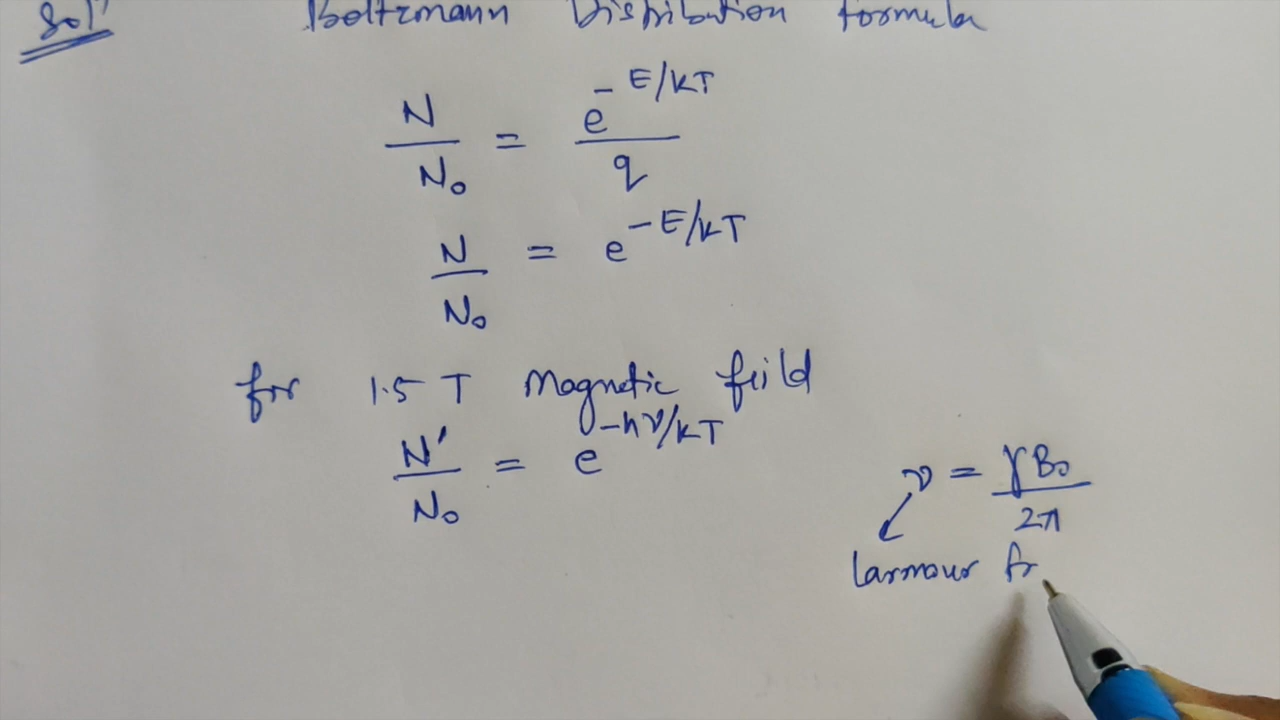 Sol'
Boltzmann Distribution formula
N/N₀ = e^(-E/KT)/q
N/N₀ = e^(-E/KT)
for 1.5 T Magnetic feild
N'/N₀ = e^(-hν/KT)
ν = γB₀/2π
larmour fr